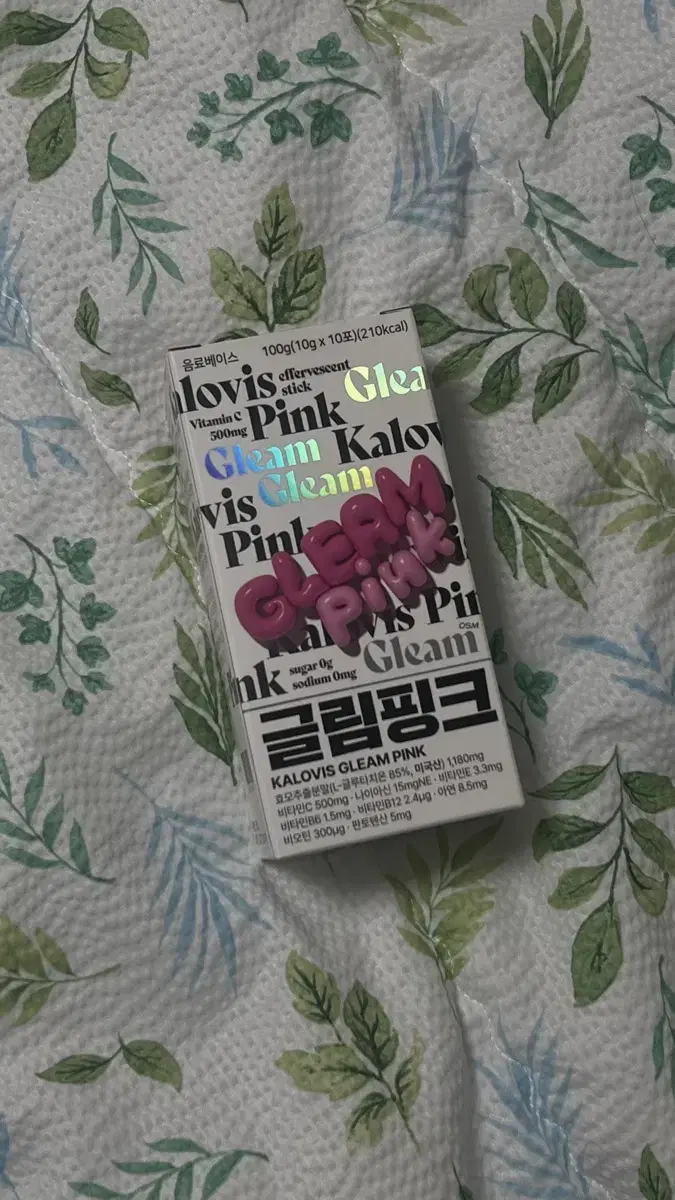 음료베이스 100g(10g x 10포)(210kcal)
alovis effervescent stick Glea
Vitamin C 500mg Pink
Gleam Kalov
vis Gleam
Pink
GLEAM
Pink
Kalovis Pin
OSM
nk sugar 0g sodium 0mg Gleam
글림핑크
KALOVIS GLEAM PINK
효모추출분말(L-글루타치온 85%, 미국산) 1,180mg
비타민C 500mg · 나이아신 15mgNE · 비타민E 3.3mg
비타민B6 1.5mg · 비타민B12 2.4μg · 아연 8.5mg
비오틴 300μg · 판토텐산 5mg